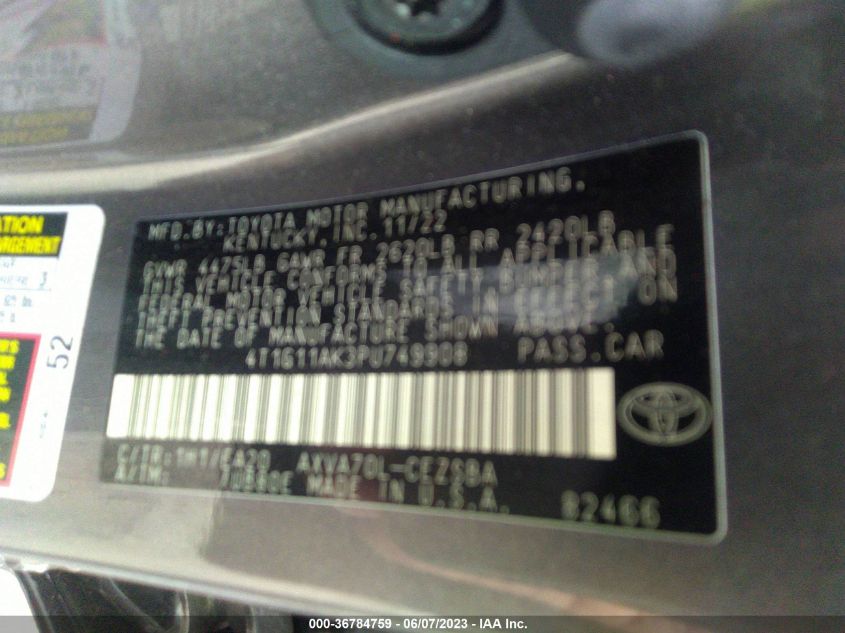 MFD.BY:TOYOTA MOTOR MANUFACTURING,
KENTUCKY, INC. 11/22
GVWR 4475LB GAWR FR 2620LB RR 2420LB
THIS VEHICLE CONFORMS TO ALL APPLICABLE
FEDERAL MOTOR VEHICLE SAFETY, BUMPER, AND
THEFT PREVENTION STANDARDS IN EFFECT ON
THE DATE OF MANUFACTURE SHOWN ABOVE.
4T1G11AK3PU749908 PASS.CAR
C/TR:1H1/EA20 AXVA70L-CEZSBA
A/TM: /UB80E MADE IN U.S.A. 82466
52
000-36784759 - 06/07/2023 - IAA Inc.